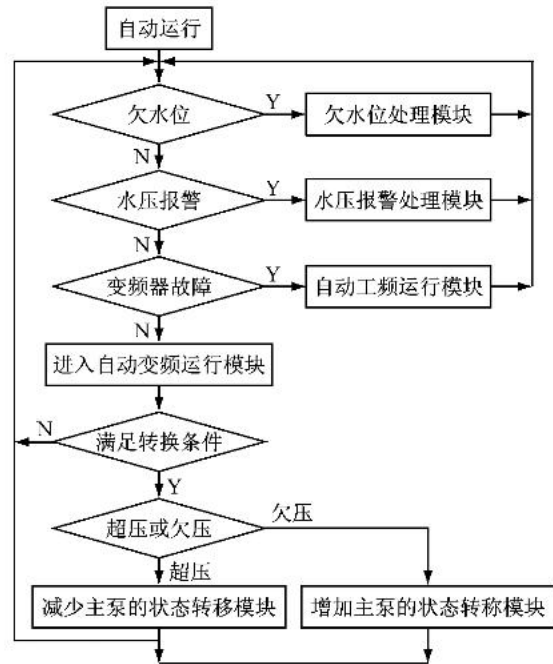 自动运行
欠水位
Y
欠水位处理模块
N
水压报警
Y
水压报警处理模块
N
变频器故障
Y
自动工频运行模块
N
进入自动变频运行模块
N
满足转换条件
Y
超压或欠压
欠压
超压
减少主泵的状态转移模块
增加主泵的状态转称模块